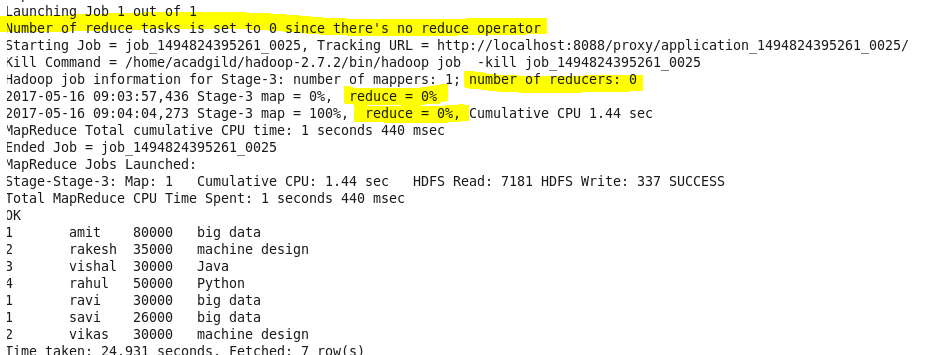 Launching Job 1 out of 1
Number of reduce tasks is set to 0 since there's no reduce operator
Starting Job = job_1494824395261_0025, Tracking URL = http://localhost:8088/proxy/application_1494824395261_0025/
Kill Command = /home/acadgild/hadoop-2.7.2/bin/hadoop job  -kill job_1494824395261_0025
Hadoop job information for Stage-3: number of mappers: 1; number of reducers: 0
2017-05-16 09:03:57,436 Stage-3 map = 0%,  reduce = 0%
2017-05-16 09:04:04,273 Stage-3 map = 100%,  reduce = 0%, Cumulative CPU 1.44 sec
MapReduce Total cumulative CPU time: 1 seconds 440 msec
Ended Job = job_1494824395261_0025
MapReduce Jobs Launched:
Stage-Stage-3: Map: 1   Cumulative CPU: 1.44 sec   HDFS Read: 7181 HDFS Write: 337 SUCCESS
Total MapReduce CPU Time Spent: 1 seconds 440 msec
OK
1       amit    80000   big data
2       rakesh  35000   machine design
3       vishal  30000   Java
4       rahul   50000   Python
1       ravi    30000   big data
1       savi    26000   big data
2       vikas   30000   machine design
Time taken: 24.931 seconds, Fetched: 7 row(s)